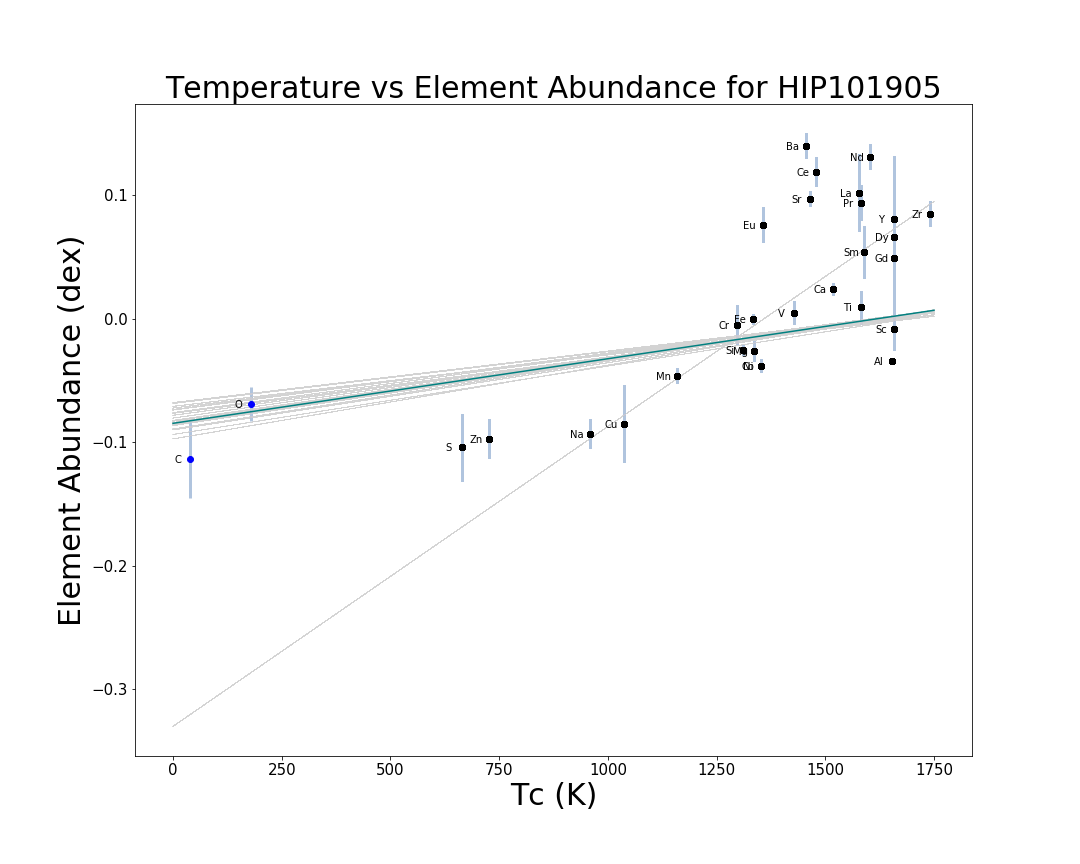 Temperature vs Element Abundance for HIP101905
Element Abundance (dex)
0.1
0.0
−0.1
−0.2
−0.3
Ba
Nd
Ce
La
Sr
Pr
Zr
Y
Eu
Dy
Sm
Gd
Ca
Ti
V
Fe
Cr
Sc
Si
Mg
Al
Mn
O
Cu
Na
Zn
S
C
0
250
500
750
1000
1250
1500
1750
Tc (K)